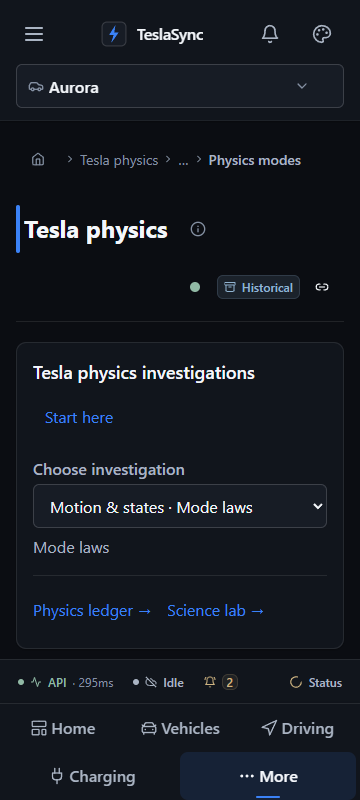 TeslaSync
Aurora
Tesla physics › ... › Physics modes
Tesla physics
Historical
Tesla physics investigations
Start here
Choose investigation
Motion & states · Mode laws
Mode laws
Physics ledger → Science lab →
API · 295ms Idle 2 Status
Home Vehicles Driving
Charging More